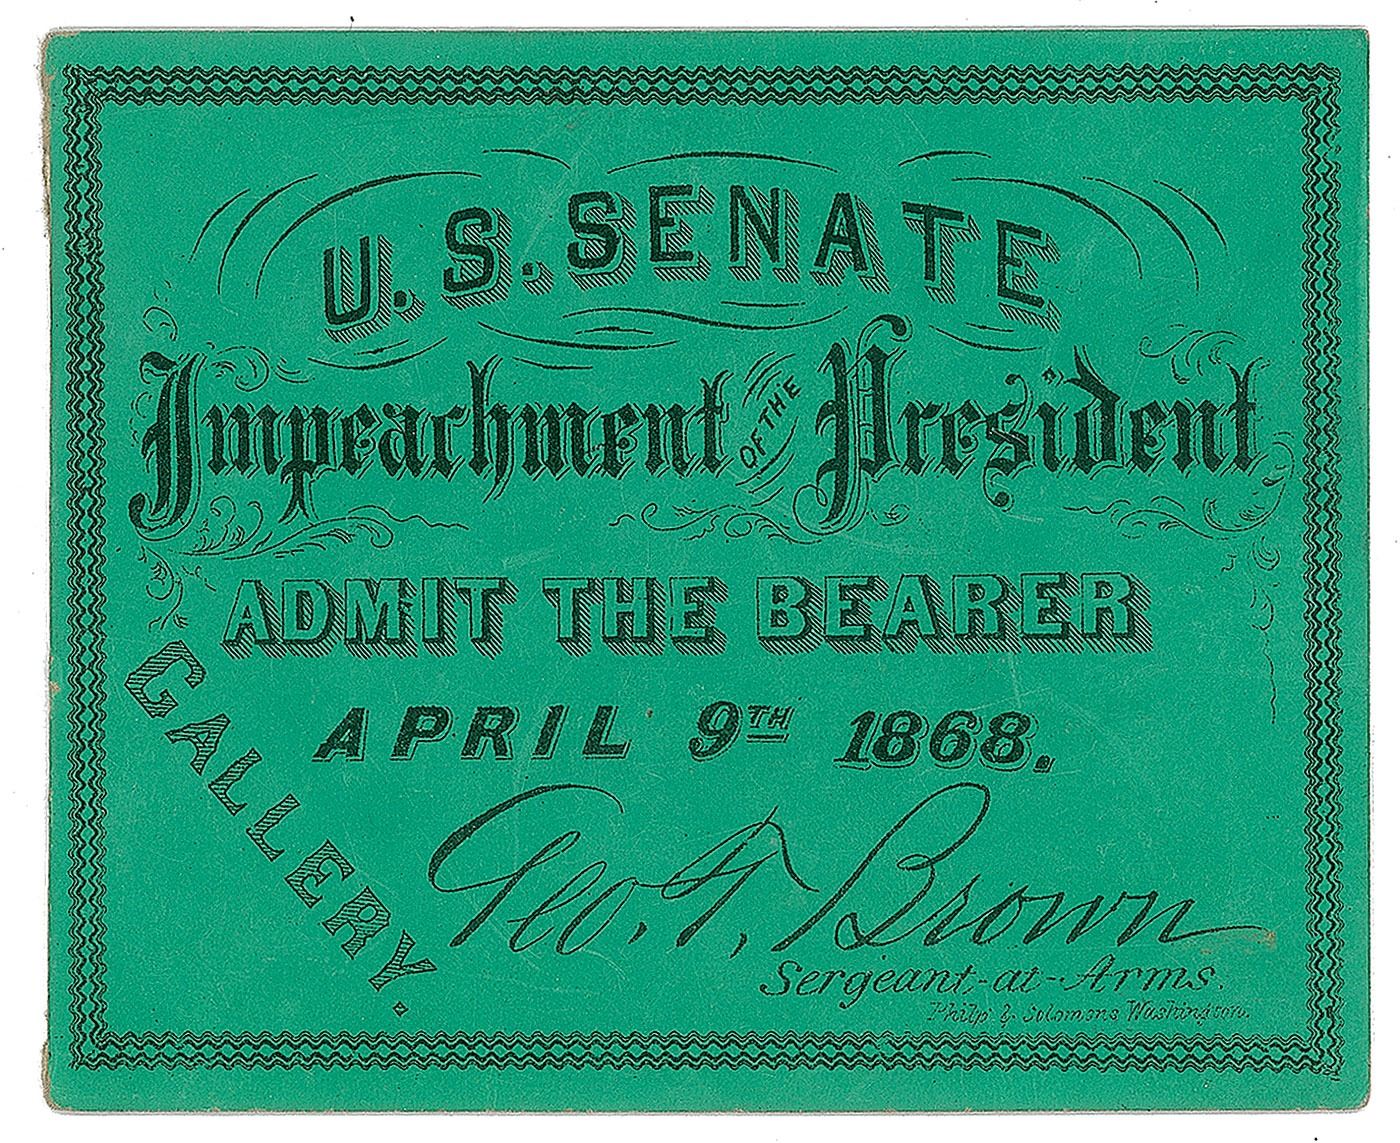 U. S. SENATE
Impeachment OF THE President
ADMIT THE BEARER
GALLERY.
APRIL 9TH 1868.
Geo. T. Brown
Sergeant-at-Arms.
Philp & Solomons Washington.